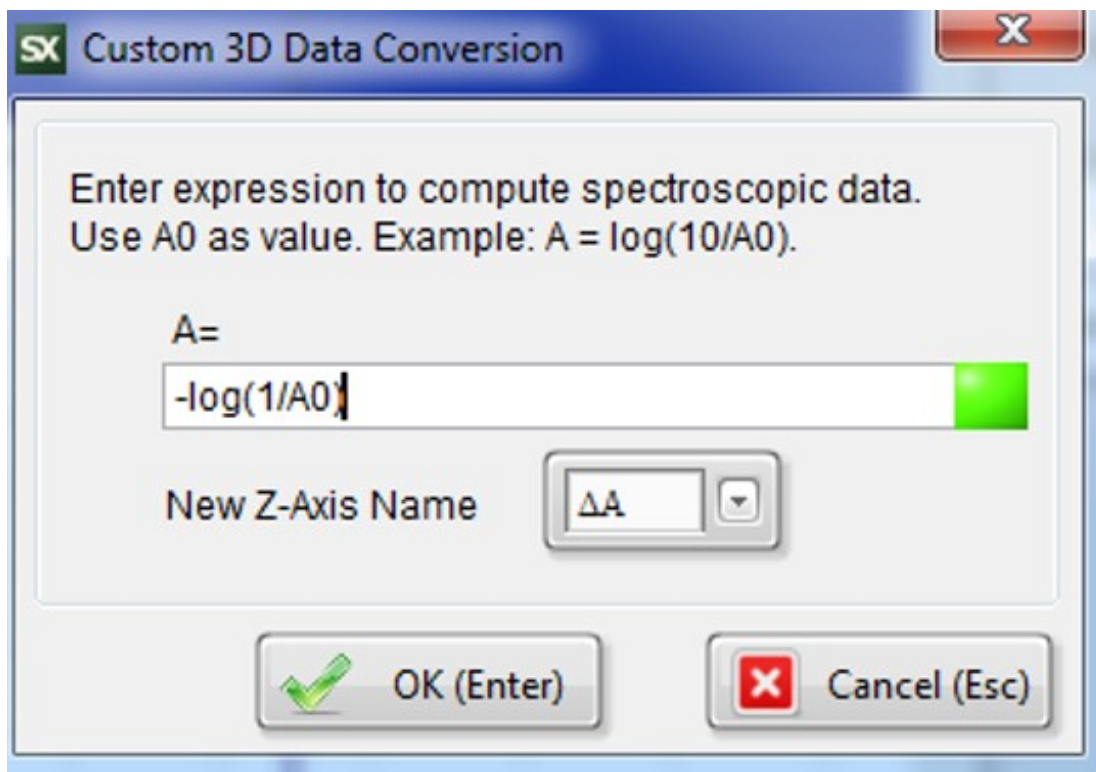 SX Custom 3D Data Conversion
Enter expression to compute spectroscopic data.
Use A0 as value. Example: A = log(10/A0).
A=
-log(1/A0)
New Z-Axis Name ΔA
OK (Enter) Cancel (Esc)